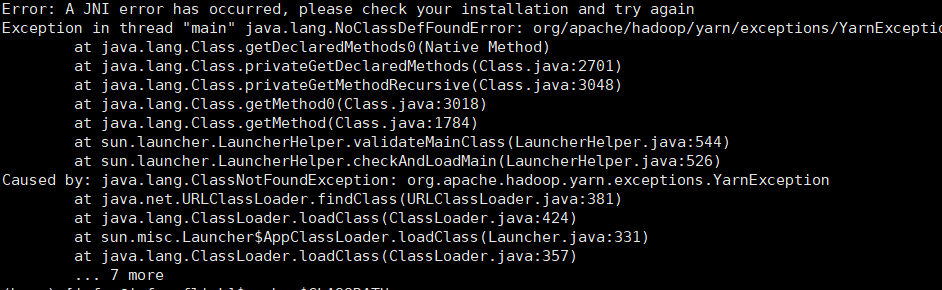 Error: A JNI error has occurred, please check your installation and try again
Exception in thread "main" java.lang.NoClassDefFoundError: org/apache/hadoop/yarn/exceptions/YarnExceptio
at java.lang.Class.getDeclaredMethods0(Native Method)
at java.lang.Class.privateGetDeclaredMethods(Class.java:2701)
at java.lang.Class.privateGetMethodRecursive(Class.java:3048)
at java.lang.Class.getMethod0(Class.java:3018)
at java.lang.Class.getMethod(Class.java:1784)
at sun.launcher.LauncherHelper.validateMainClass(LauncherHelper.java:544)
at sun.launcher.LauncherHelper.checkAndLoadMain(LauncherHelper.java:526)
Caused by: java.lang.ClassNotFoundException: org.apache.hadoop.yarn.exceptions.YarnException
at java.net.URLClassLoader.findClass(URLClassLoader.java:381)
at java.lang.ClassLoader.loadClass(ClassLoader.java:424)
at sun.misc.Launcher$AppClassLoader.loadClass(Launcher.java:331)
at java.lang.ClassLoader.loadClass(ClassLoader.java:357)
... 7 more